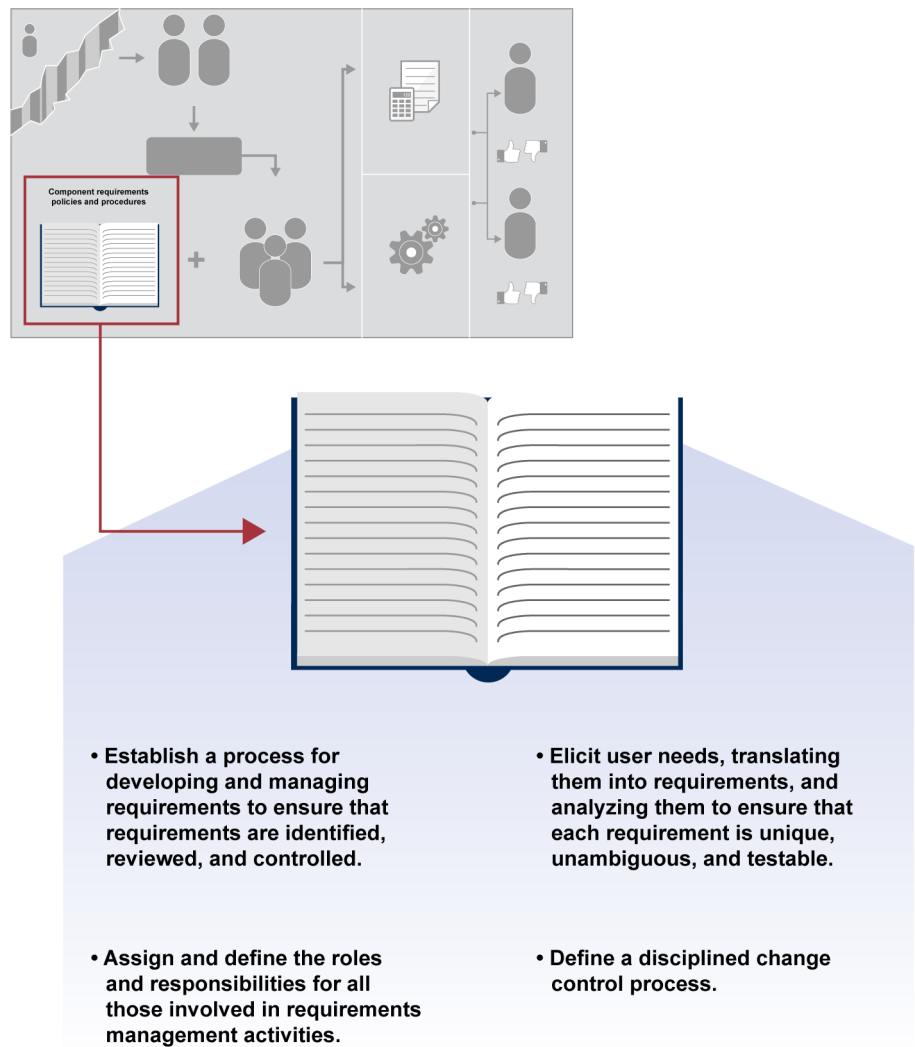 Component requirements
policies and procedures
• Establish a process for
developing and managing
requirements to ensure that
requirements are identified,
reviewed, and controlled.
• Elicit user needs, translating
them into requirements, and
analyzing them to ensure that
each requirement is unique,
unambiguous, and testable.
• Assign and define the roles
and responsibilities for all
those involved in requirements
management activities.
• Define a disciplined change
control process.